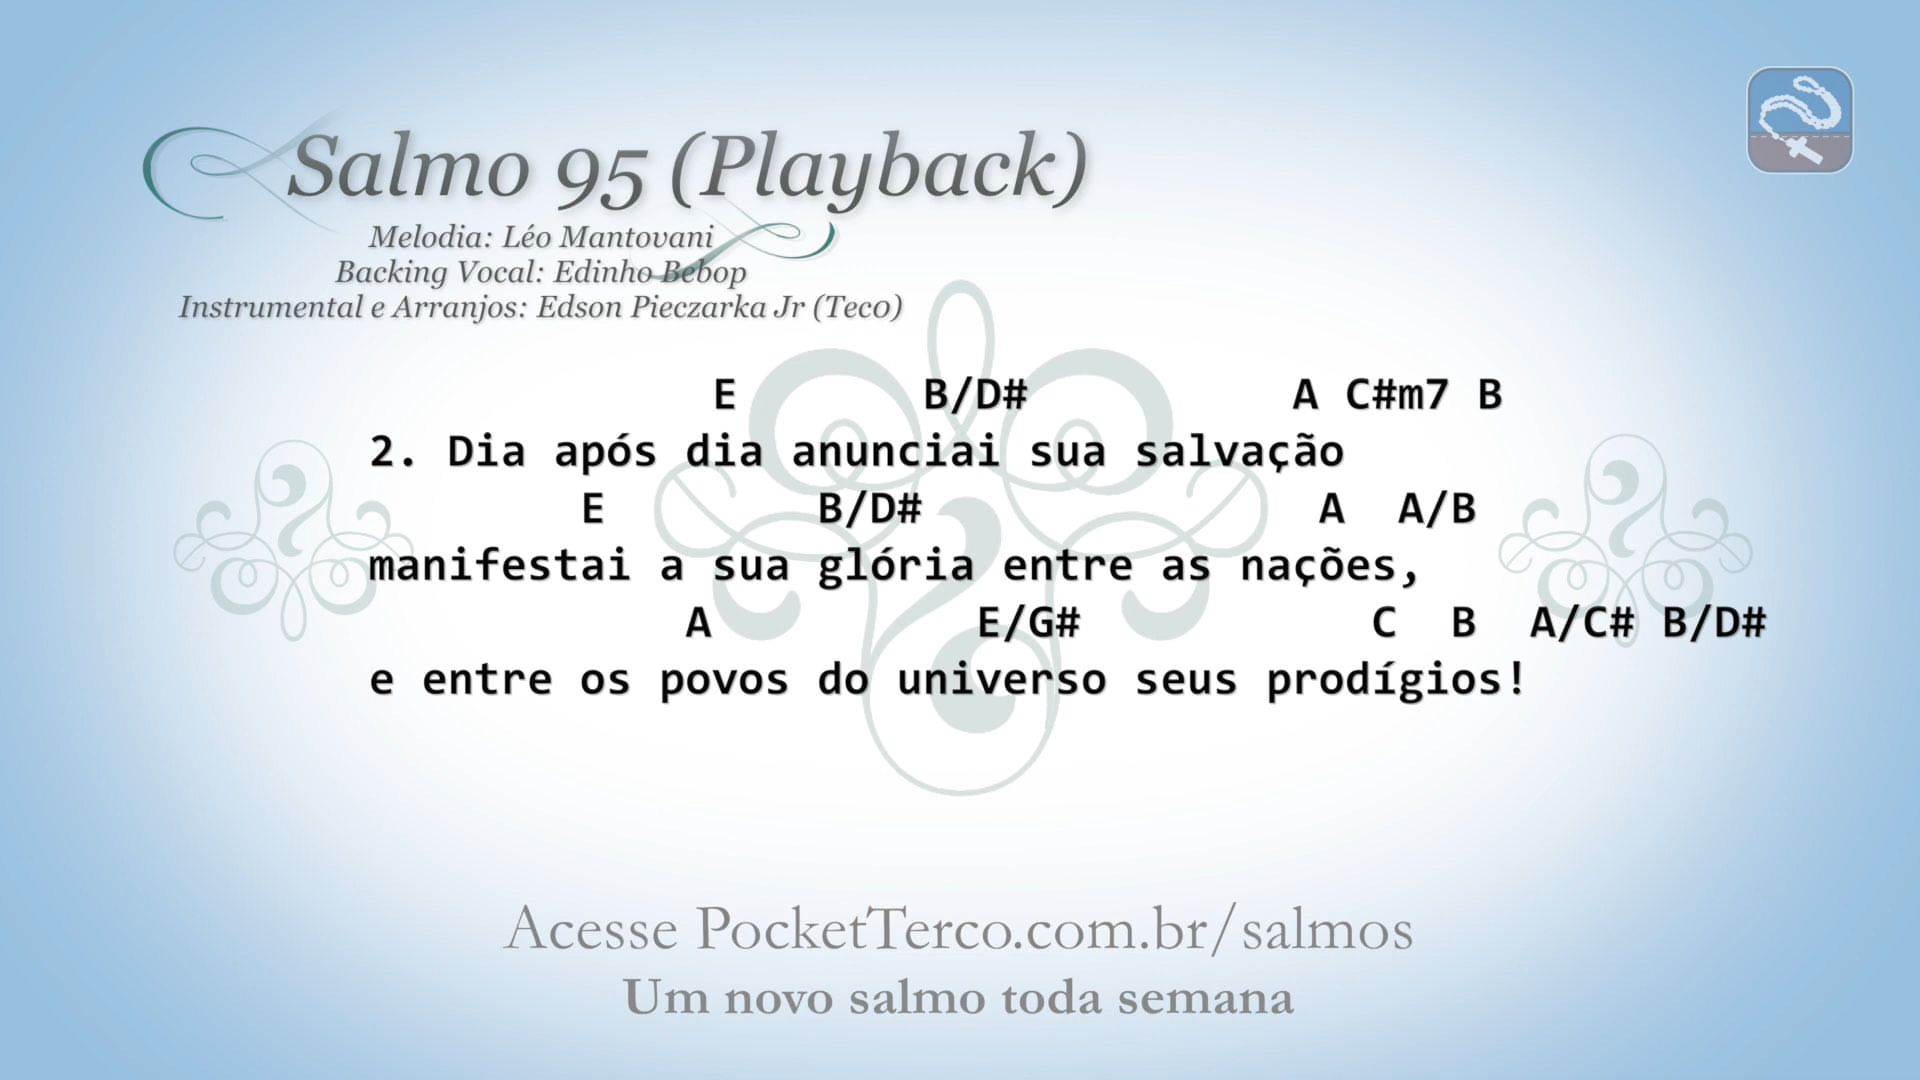 Salmo 95 (Playback)
Melodia: Léo Mantovani
Backing Vocal: Edinho Bebop
Instrumental e Arranjos: Edson Pieczarka Jr (Teco)
E B/D# A C#m7 B
2. Dia após dia anunciai sua salvação
E B/D# A A/B
manifestai a sua glória entre as nações,
A E/G# C B A/C# B/D#
e entre os povos do universo seus prodígios!
Acesse PocketTerco.com.br/salmos
Um novo salmo toda semana